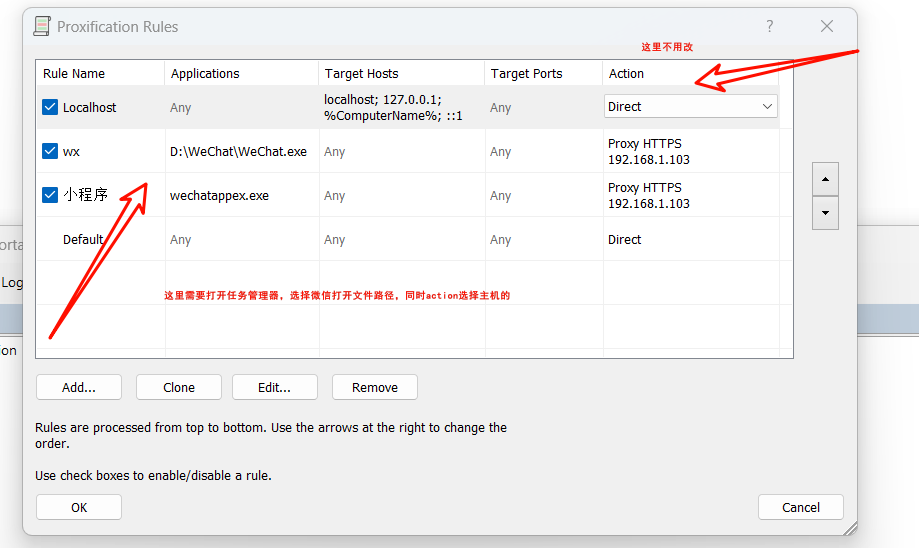 Proxification Rules
?
这里不用改
Rule Name Applications Target Hosts Target Ports Action
Localhost Any localhost; 127.0.0.1; %ComputerName%; ::1 Any Direct
wx D:\WeChat\WeChat.exe Any Any Proxy HTTPS 192.168.1.103
小程序 wechatappex.exe Any Any Proxy HTTPS 192.168.1.103
Default Any Any Any Direct
orta
Log
ion
这里需要打开任务管理器，选择微信打开文件路径，同时action选择主机的
Add... Clone Edit... Remove
Rules are processed from top to bottom. Use the arrows at the right to change the
order.
Use check boxes to enable/disable a rule.
OK Cancel